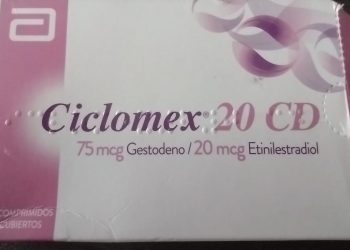 Ciclomex® 20 CD
75 mcg Gestodeno / 20 mcg Etinilestradiol
COMPRIMIDOS
CUBIERTOS